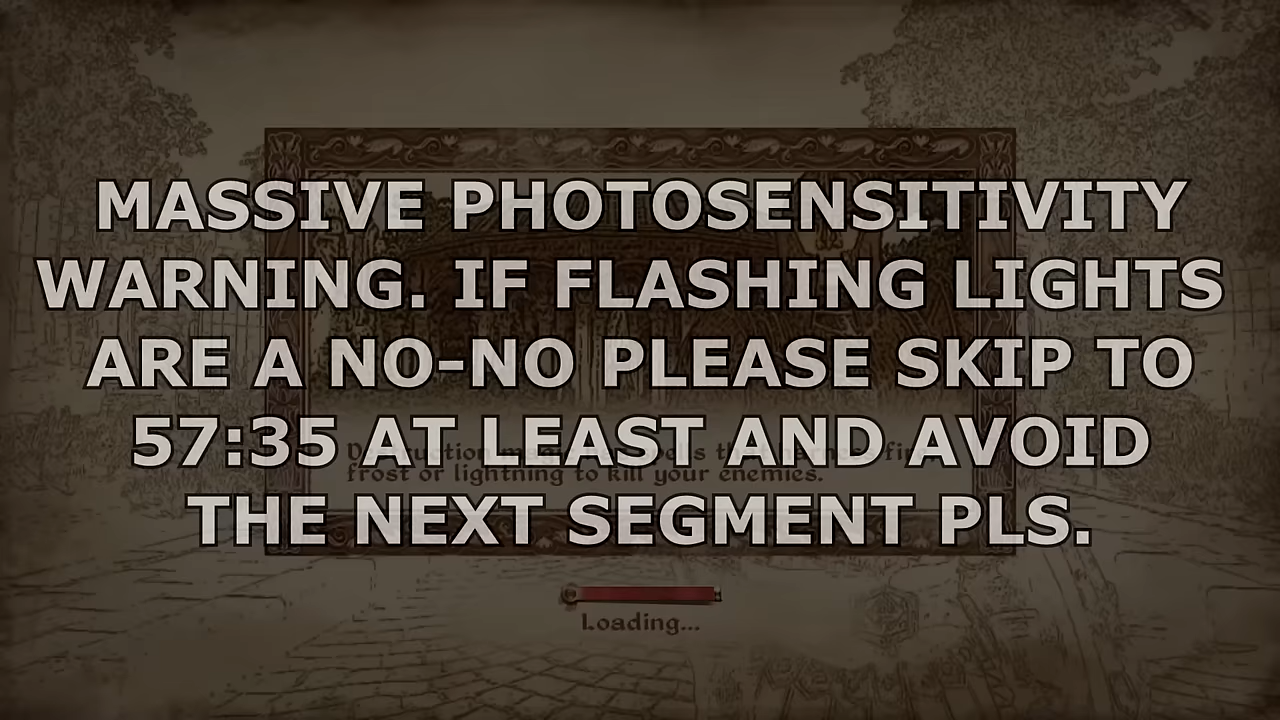 MASSIVE PHOTOSENSITIVITY
WARNING. IF FLASHING LIGHTS
ARE A NO-NO PLEASE SKIP TO
57:35 AT LEAST AND AVOID
THE NEXT SEGMENT PLS.
frost or lightning to kill your enemies.
Loading...